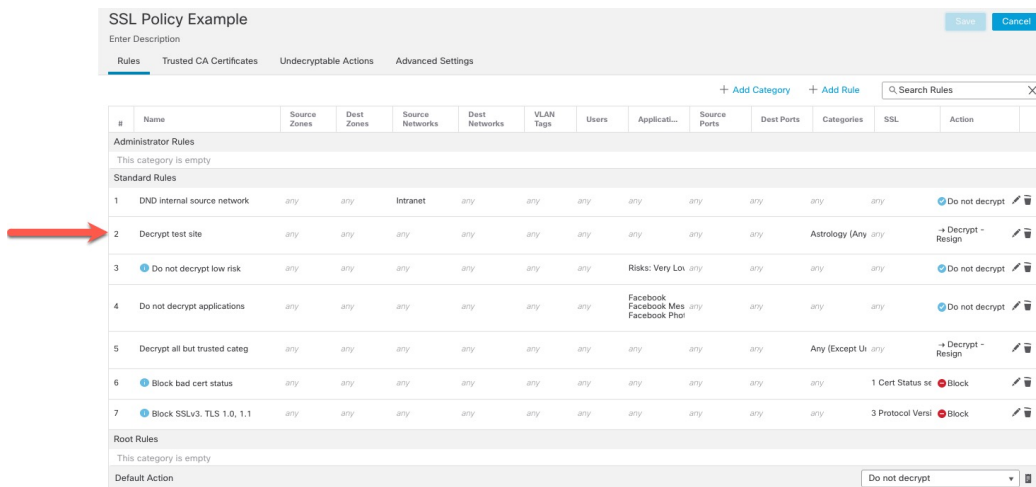 SSL Policy Example
Save
Cancel
Enter Description
Rules
Trusted CA Certificates
Undecryptable Actions
Advanced Settings
+ Add Category
+ Add Rule
Search Rules
# Name Source Zones Dest Zones Source Networks Dest Networks VLAN Tags Users Applicati... Source Ports Dest Ports Categories SSL Action
Administrator Rules
This category is empty
Standard Rules
1 DND internal source network any any Intranet any any any any any any any any Do not decrypt
2 Decrypt test site any any any any any any any any any Astrology (Any any → Decrypt - Resign
3 Do not decrypt low risk any any any any any any Risks: Very Lov any any any any Do not decrypt
4 Do not decrypt applications any any any any any any Facebook Facebook Mes Facebook Phot any any any any Do not decrypt
5 Decrypt all but trusted categ any any any any any any any any any Any (Except Ur any → Decrypt - Resign
6 Block bad cert status any any any any any any any any any any 1 Cert Status se Block
7 Block SSLv3. TLS 1.0, 1.1 any any any any any any any any any any 3 Protocol Versi Block
Root Rules
This category is empty
Default Action
Do not decrypt